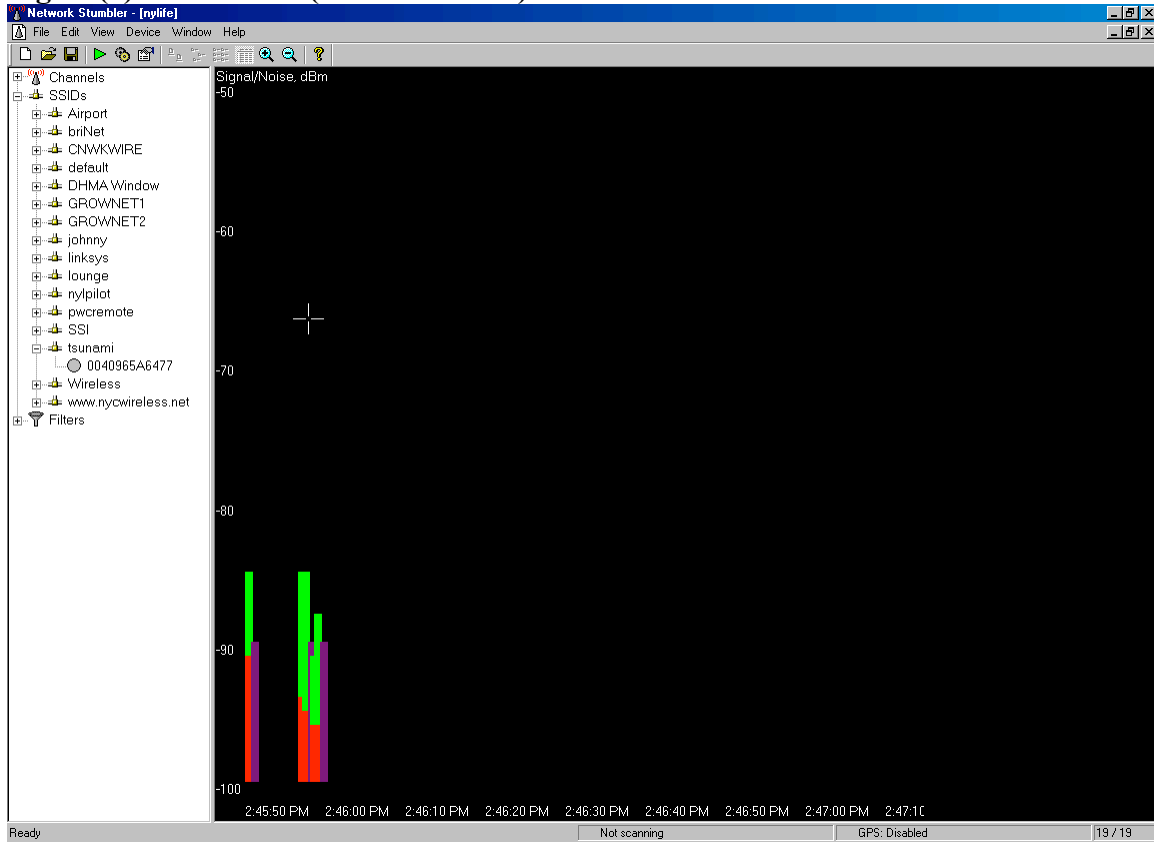 Network Stumbler - [nylife]
File Edit View Device Window Help
Channels
SSIDs
Airport
briNet
CNWKWIRE
default
DHMA Window
GROWNET1
GROWNET2
johnny
linksys
lounge
nylpilot
pwcremote
SSI
tsunami
0040965A6477
Wireless
www.nycwireless.net
Filters
Signal/Noise, dBm
-50
-60
-70
-80
-90
-100
2:45:50 PM 2:46:00 PM 2:46:10 PM 2:46:20 PM 2:46:30 PM 2:46:40 PM 2:46:50 PM 2:47:00 PM 2:47:10
Ready Not scanning GPS: Disabled 19 / 19